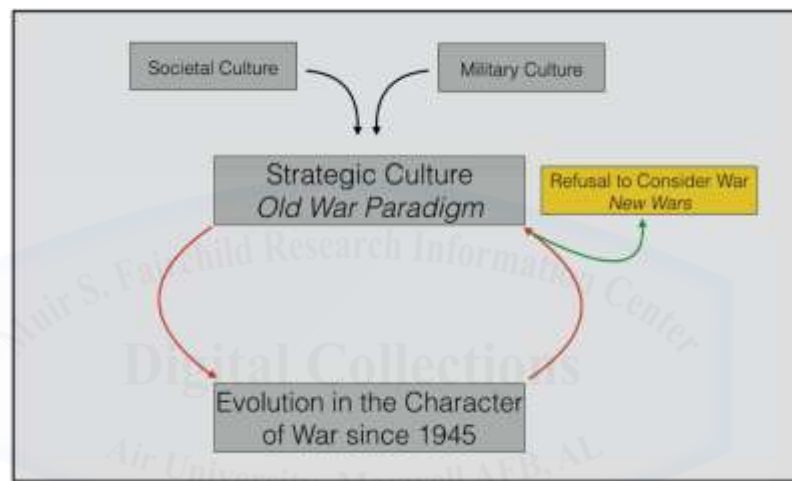 Societal Culture
Military Culture
Strategic Culture
Old War Paradigm
Refusal to Consider War
New Wars
Evolution in the Character
of War since 1945
Muir S. Fairchild Research Information Center
Digital Collections
Air University, Maxwell AFB, AL